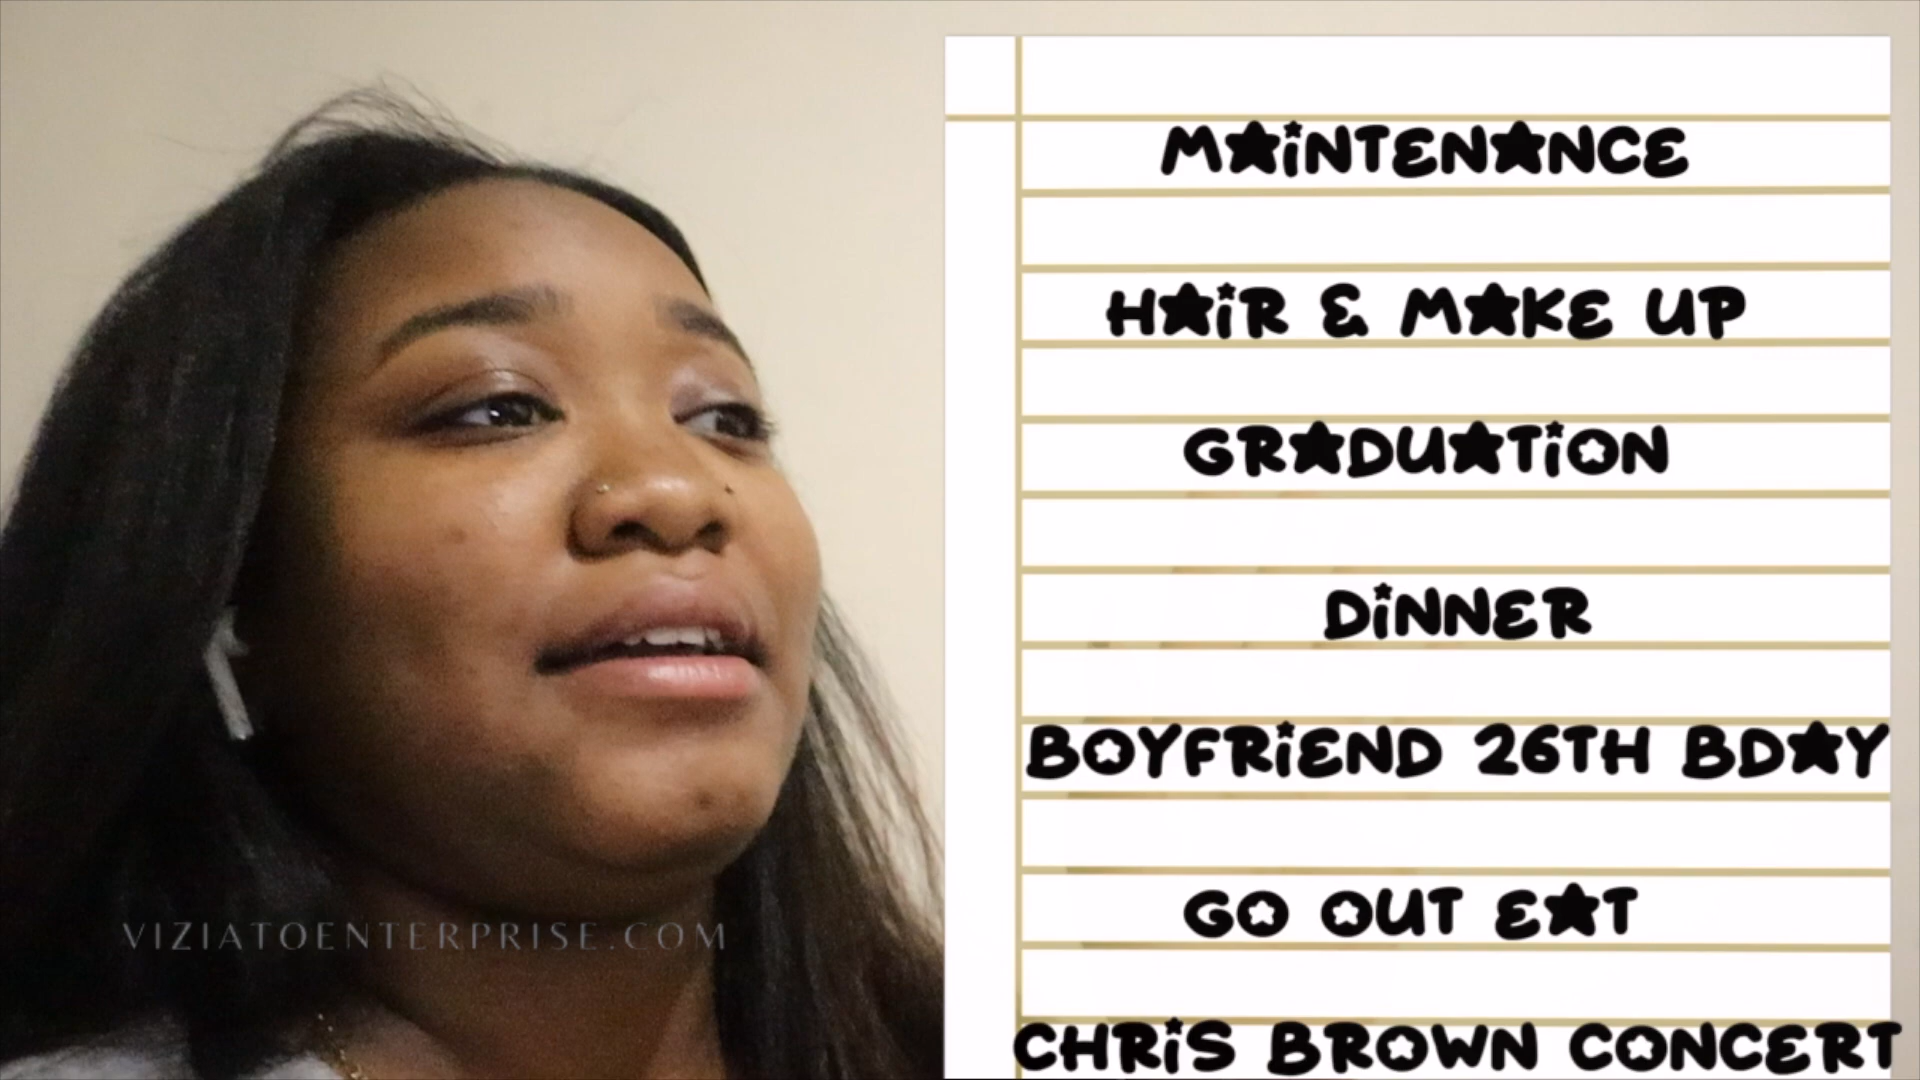 MAiNTENANCE
HAiR & MAKE UP
GRADUATiON
DiNNER
BOYFRiEND 26TH BDAY
GO OUT EAT
CHRiS BROWN CONCERT
VIZIATOENTERPRISE.COM